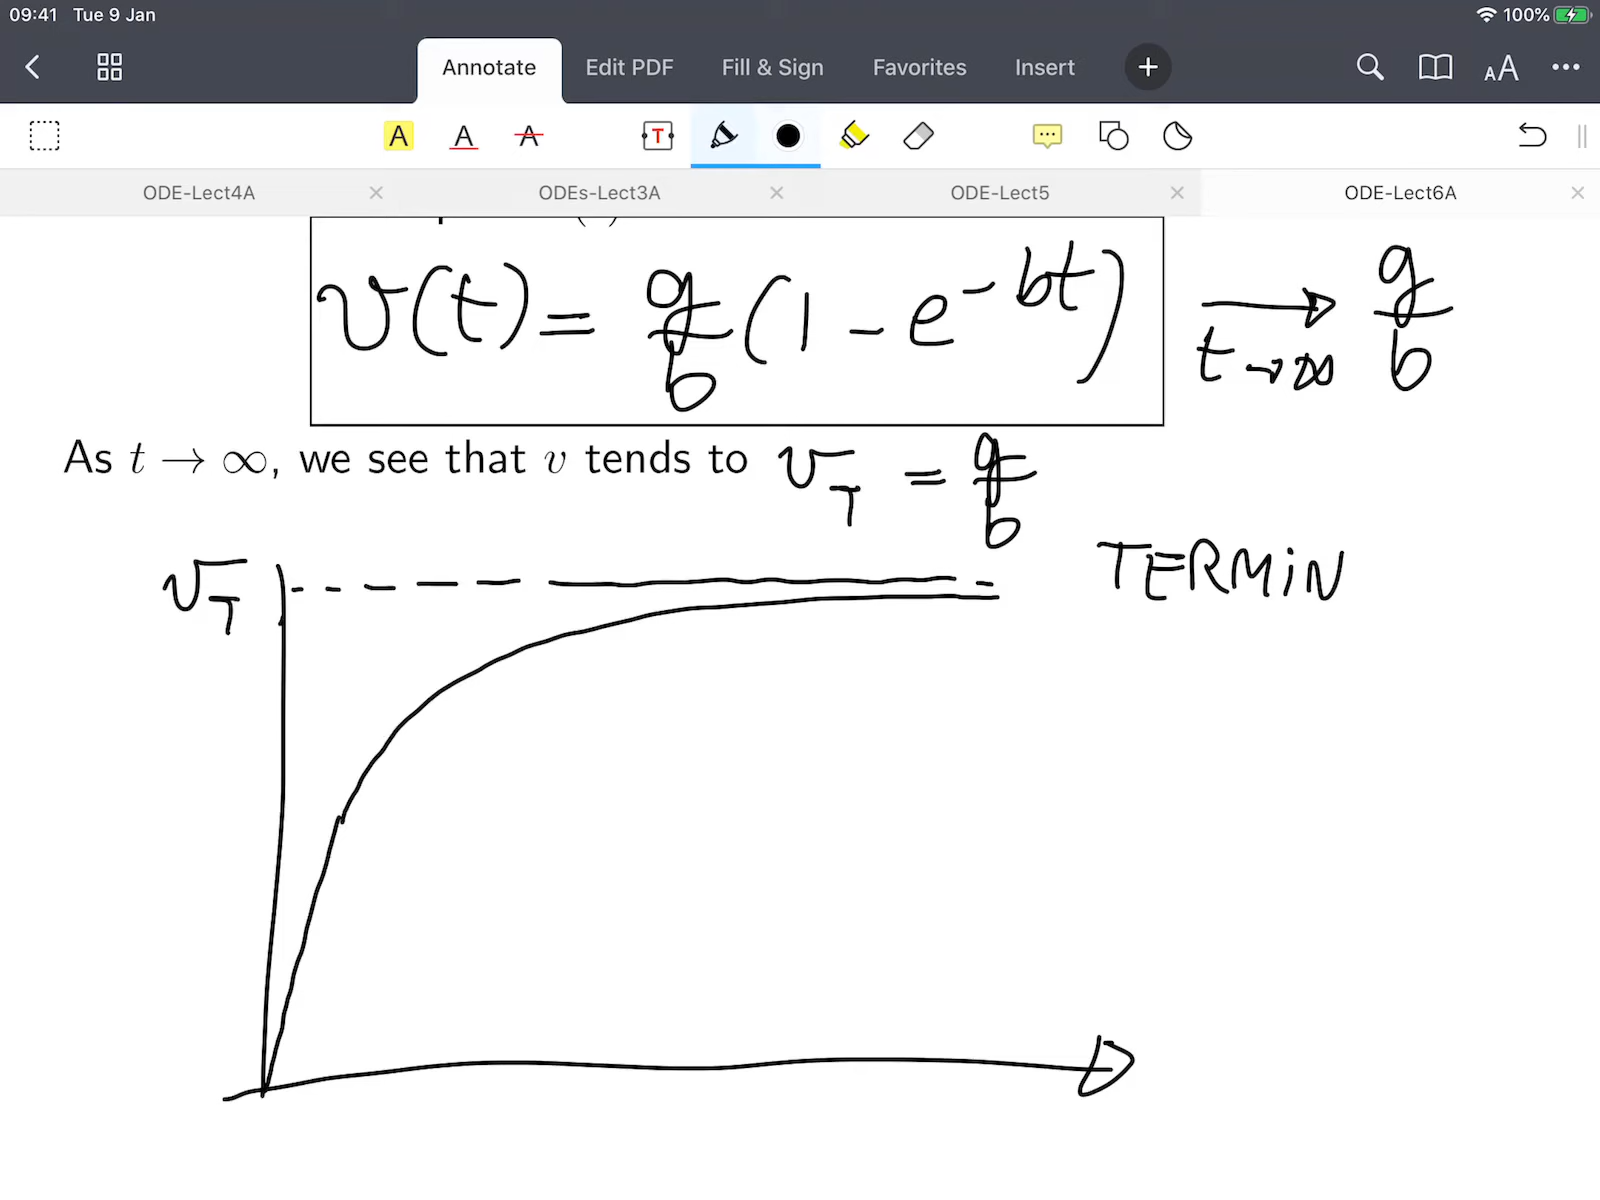 09:41 Tue 9 Jan 100%
Annotate Edit PDF Fill & Sign Favorites Insert
ODE-Lect4A ODEs-Lect3A ODE-Lect5 ODE-Lect6A
v(t) = g/b (1 - e^{-bt}) → t→∞ g/b
As t → ∞, we see that v tends to v_T = g/b
v_T TERMIN